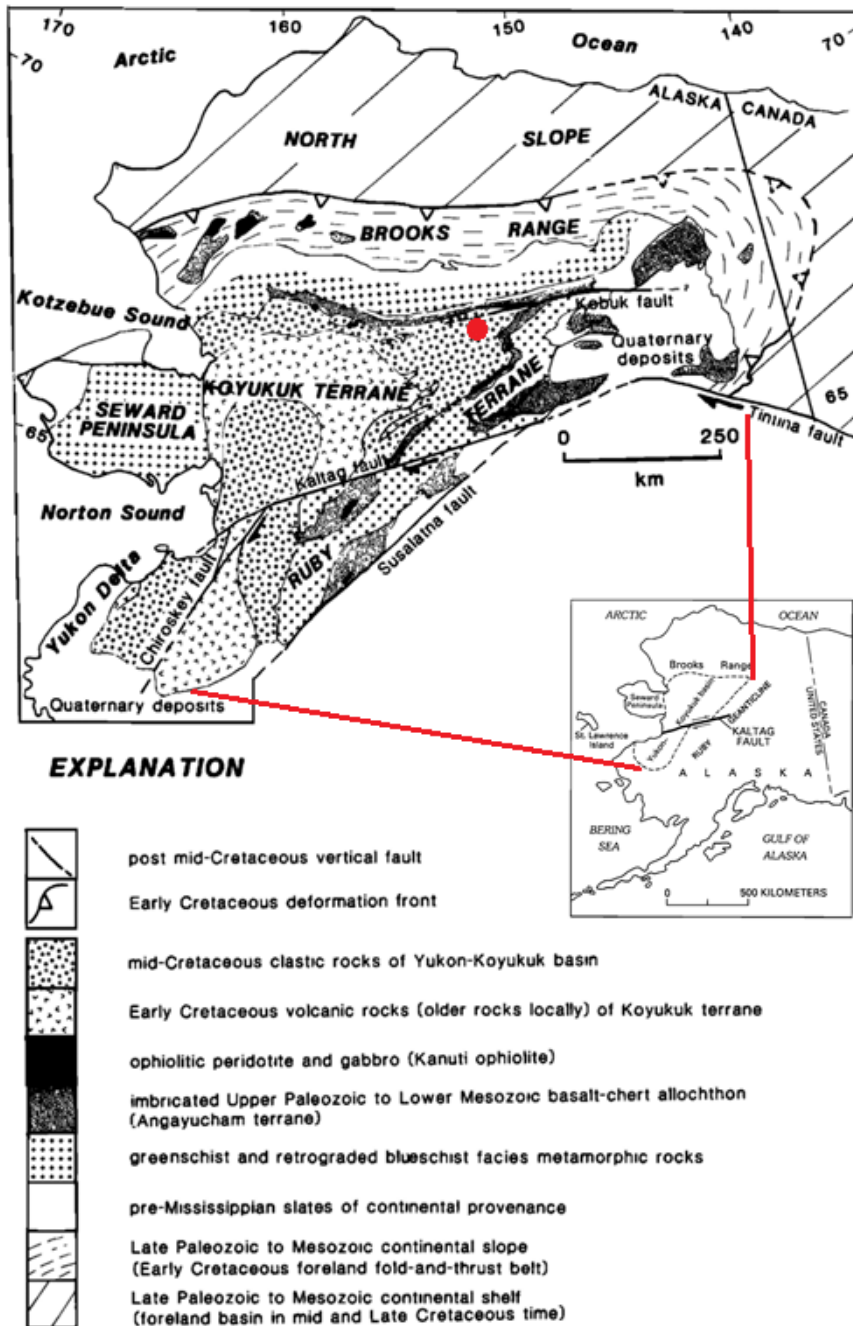 170
160
150
140
70
70
Arctic
Ocean
ALASKA
CANADA
NORTH SLOPE
BROOKS RANGE
Kotzebue Sound
Kobuk fault
Quaternary
deposits
KOYUKUK TERRANE
TERRANE
SEWARD
PENINSULA
65
65
Tintina fault
0 250
km
Kaltag fault
Norton Sound
RUBY
Susalatna fault
Yukon Delta
Chiroskey fault
Quaternary deposits
ARCTIC OCEAN
Brooks Range
Seward
Peninsula
Yukon-
Koyukuk basin
GEANTICLINE
RUBY
KALTAG
FAULT
CANADA
UNITED STATES
St. Lawrence
Island
A L A S K A
BERING
SEA
GULF OF
ALASKA
0 500 KILOMETERS
EXPLANATION
post mid-Cretaceous vertical fault
Early Cretaceous deformation front
mid-Cretaceous clastic rocks of Yukon-Koyukuk basin
Early Cretaceous volcanic rocks (older rocks locally) of Koyukuk terrane
ophiolitic peridotite and gabbro (Kanuti ophiolite)
imbricated Upper Paleozoic to Lower Mesozoic basalt-chert allochthon
(Angayucham terrane)
greenschist and retrograded blueschist facies metamorphic rocks
pre-Mississippian slates of continental provenance
Late Paleozoic to Mesozoic continental slope
(Early Cretaceous foreland fold-and-thrust belt)
Late Paleozoic to Mesozoic continental shelf
(foreland basin in mid and Late Cretaceous time)